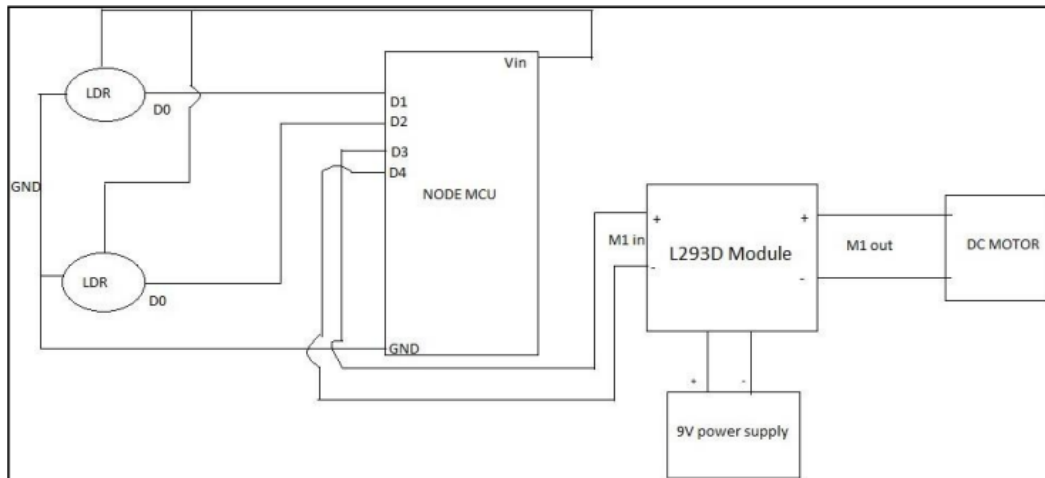 Vin
LDR
D0
D1
D2
D3
D4
NODE MCU
GND
LDR
D0
GND
M1 in
+
-
L293D Module
+
-
M1 out
DC MOTOR
+
-
9V power supply